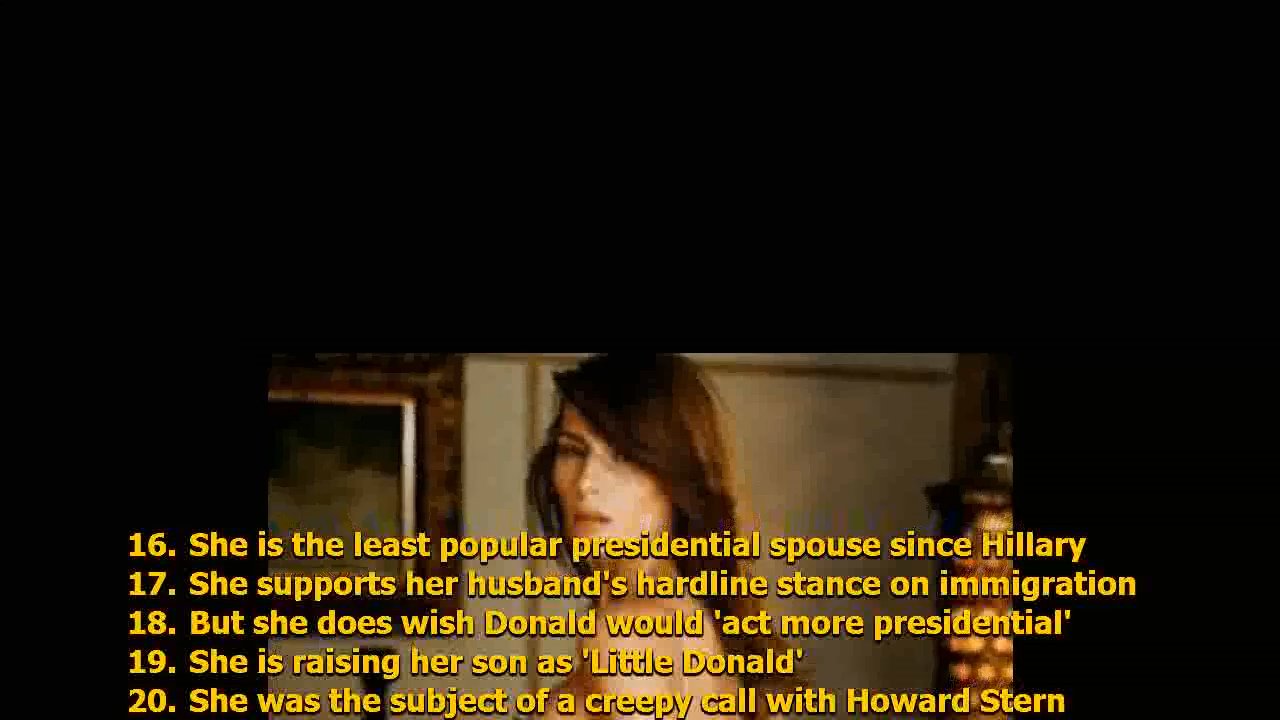 16. She is the least popular presidential spouse since Hillary
17. She supports her husband's hardline stance on immigration
18. But she does wish Donald would 'act more presidential'
19. She is raising her son as 'Little Donald'
20. She was the subject of a creepy call with Howard Stern